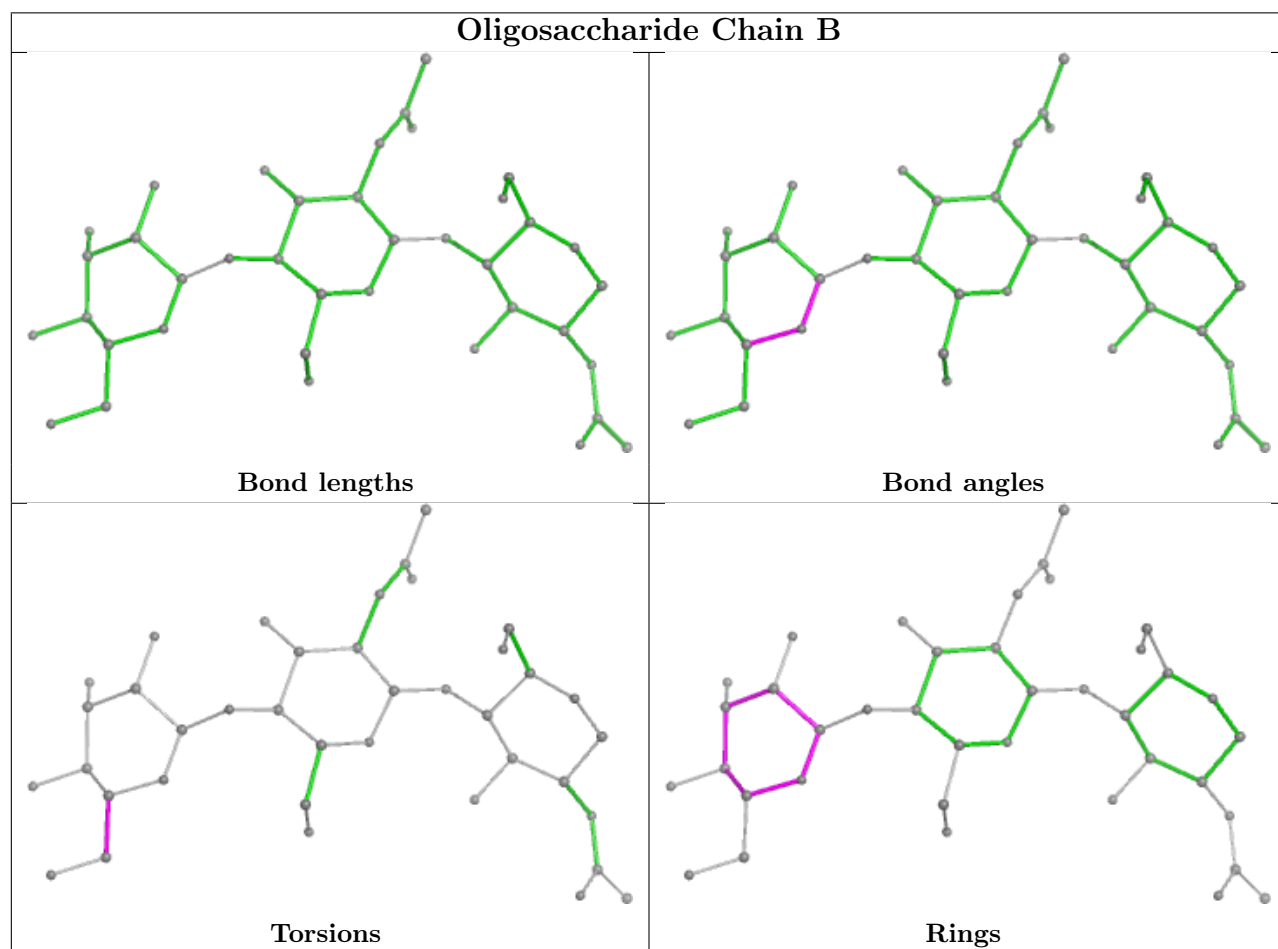 Oligosaccharide Chain B
Bond lengths
Bond angles
Torsions
Rings